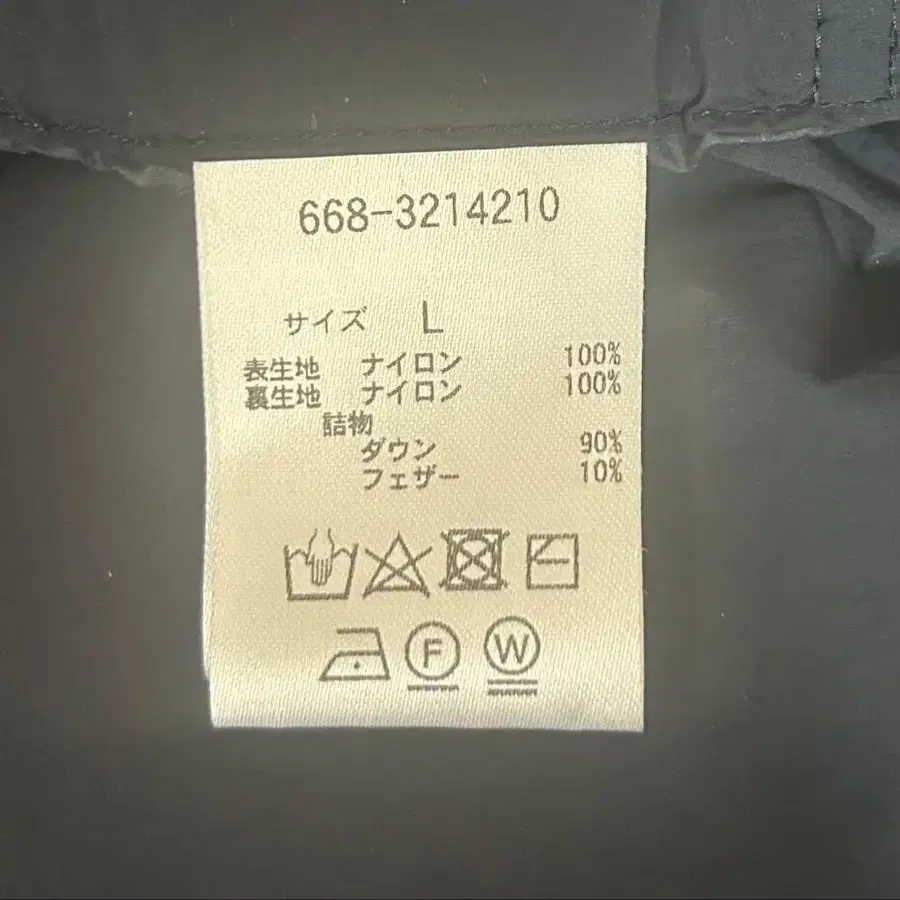 668-3214210
サイズ L
表生地 ナイロン 100%
裏生地 ナイロン 100%
詰物
ダウン 90%
フェザー 10%
F W